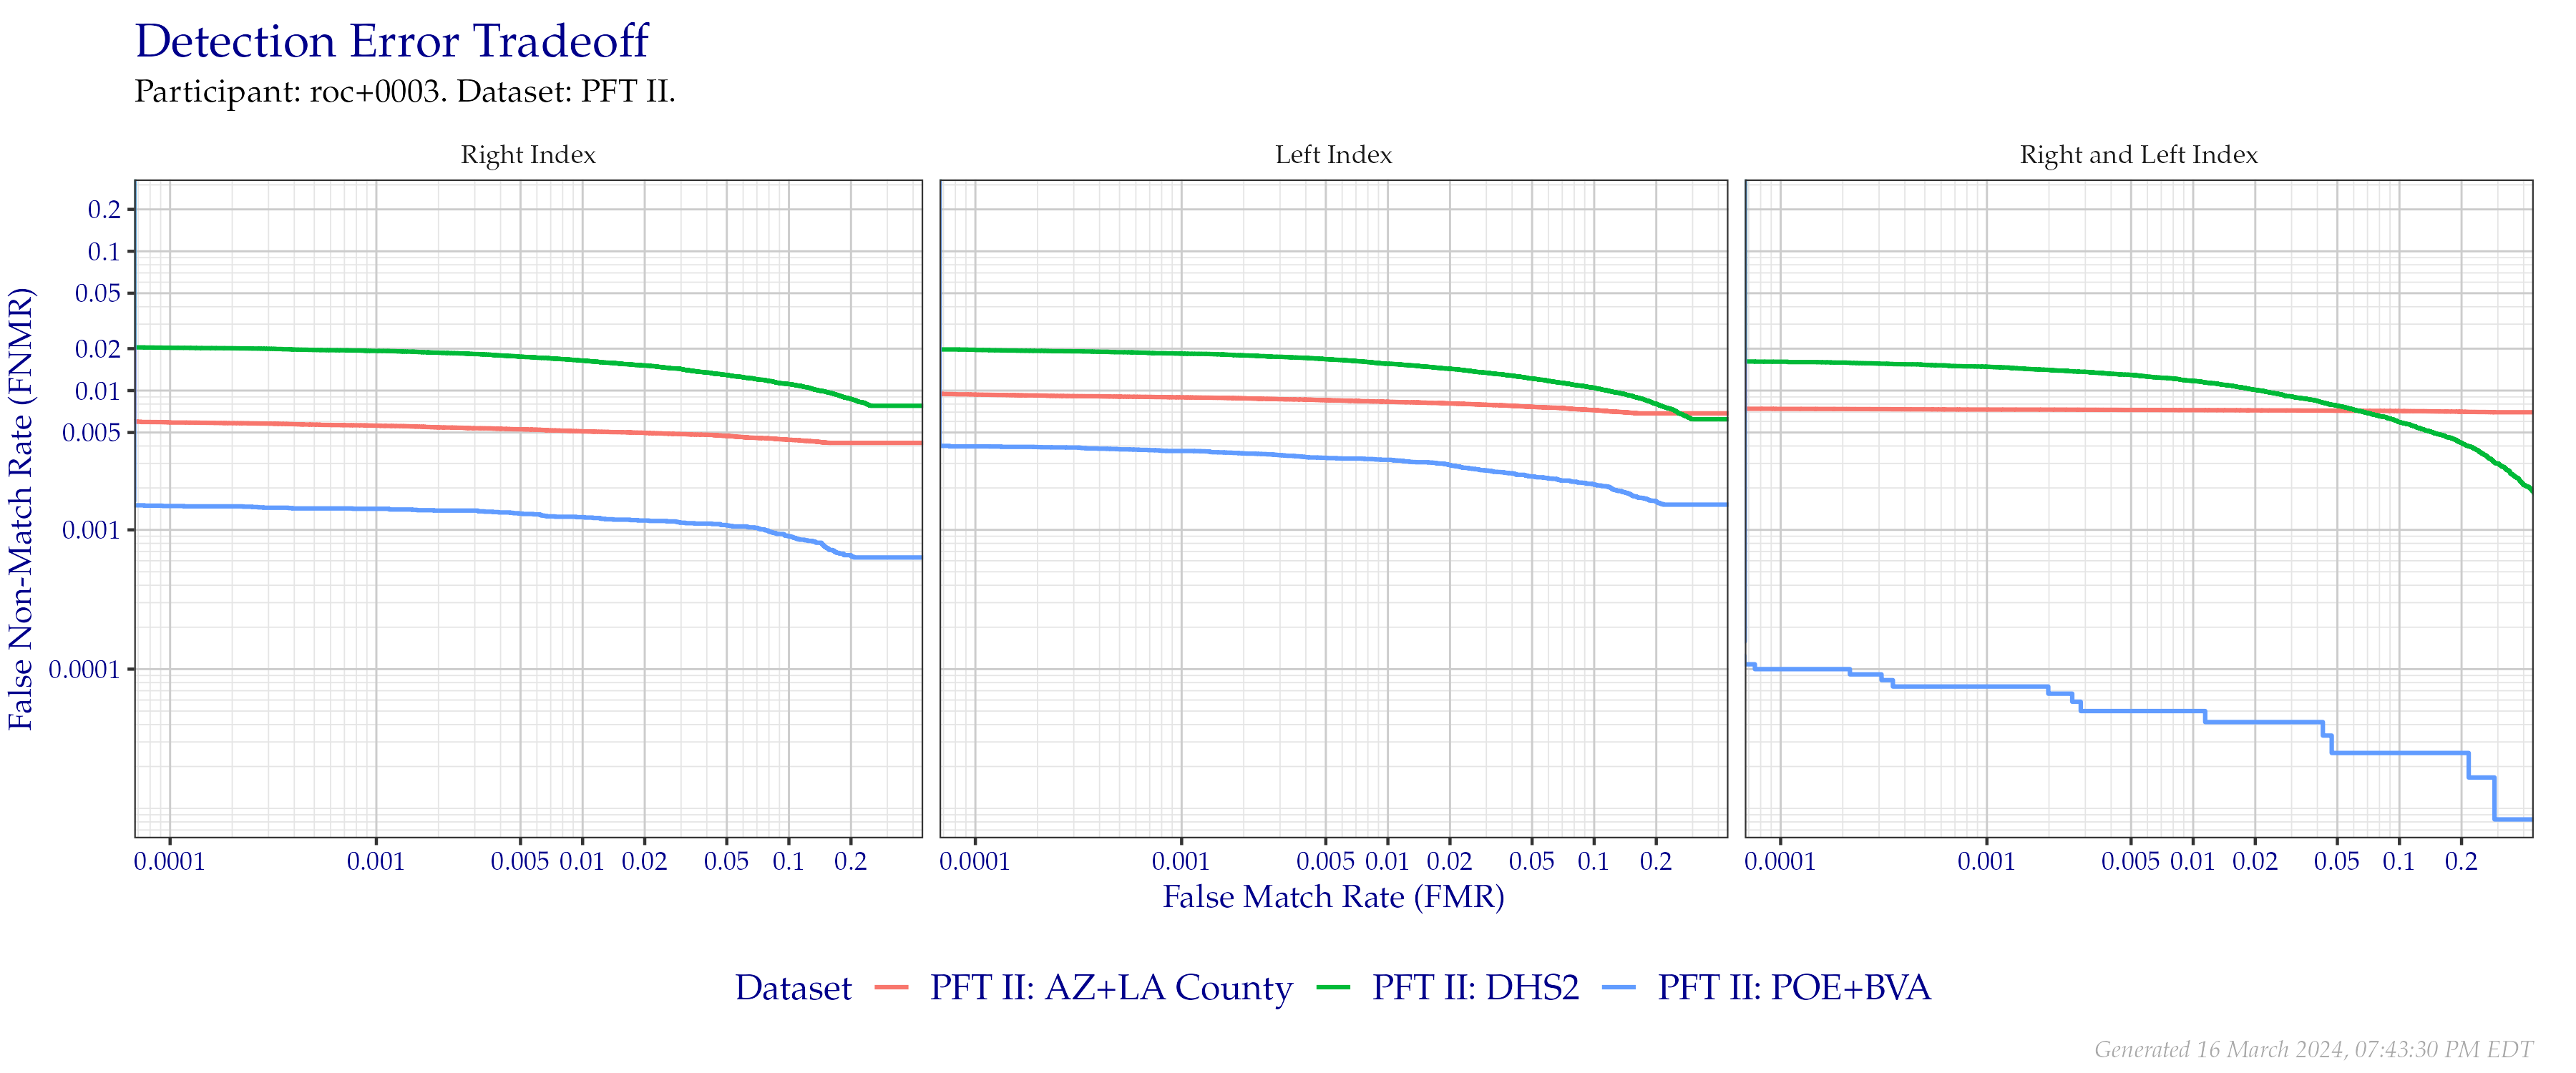 Detection Error Tradeoff
Participant: roc+0003. Dataset: PFT II.
Right Index
Left Index
Right and Left Index
False Non-Match Rate (FNMR)
0.2
0.1
0.05
0.02
0.01
0.005
0.001
0.0001
0.0001 0.001 0.005 0.01 0.02 0.05 0.1 0.2
0.0001 0.001 0.005 0.01 0.02 0.05 0.1 0.2
0.0001 0.001 0.005 0.01 0.02 0.05 0.1 0.2
False Match Rate (FMR)
Dataset PFT II: AZ+LA County PFT II: DHS2 PFT II: POE+BVA
Generated 16 March 2024, 07:43:30 PM EDT